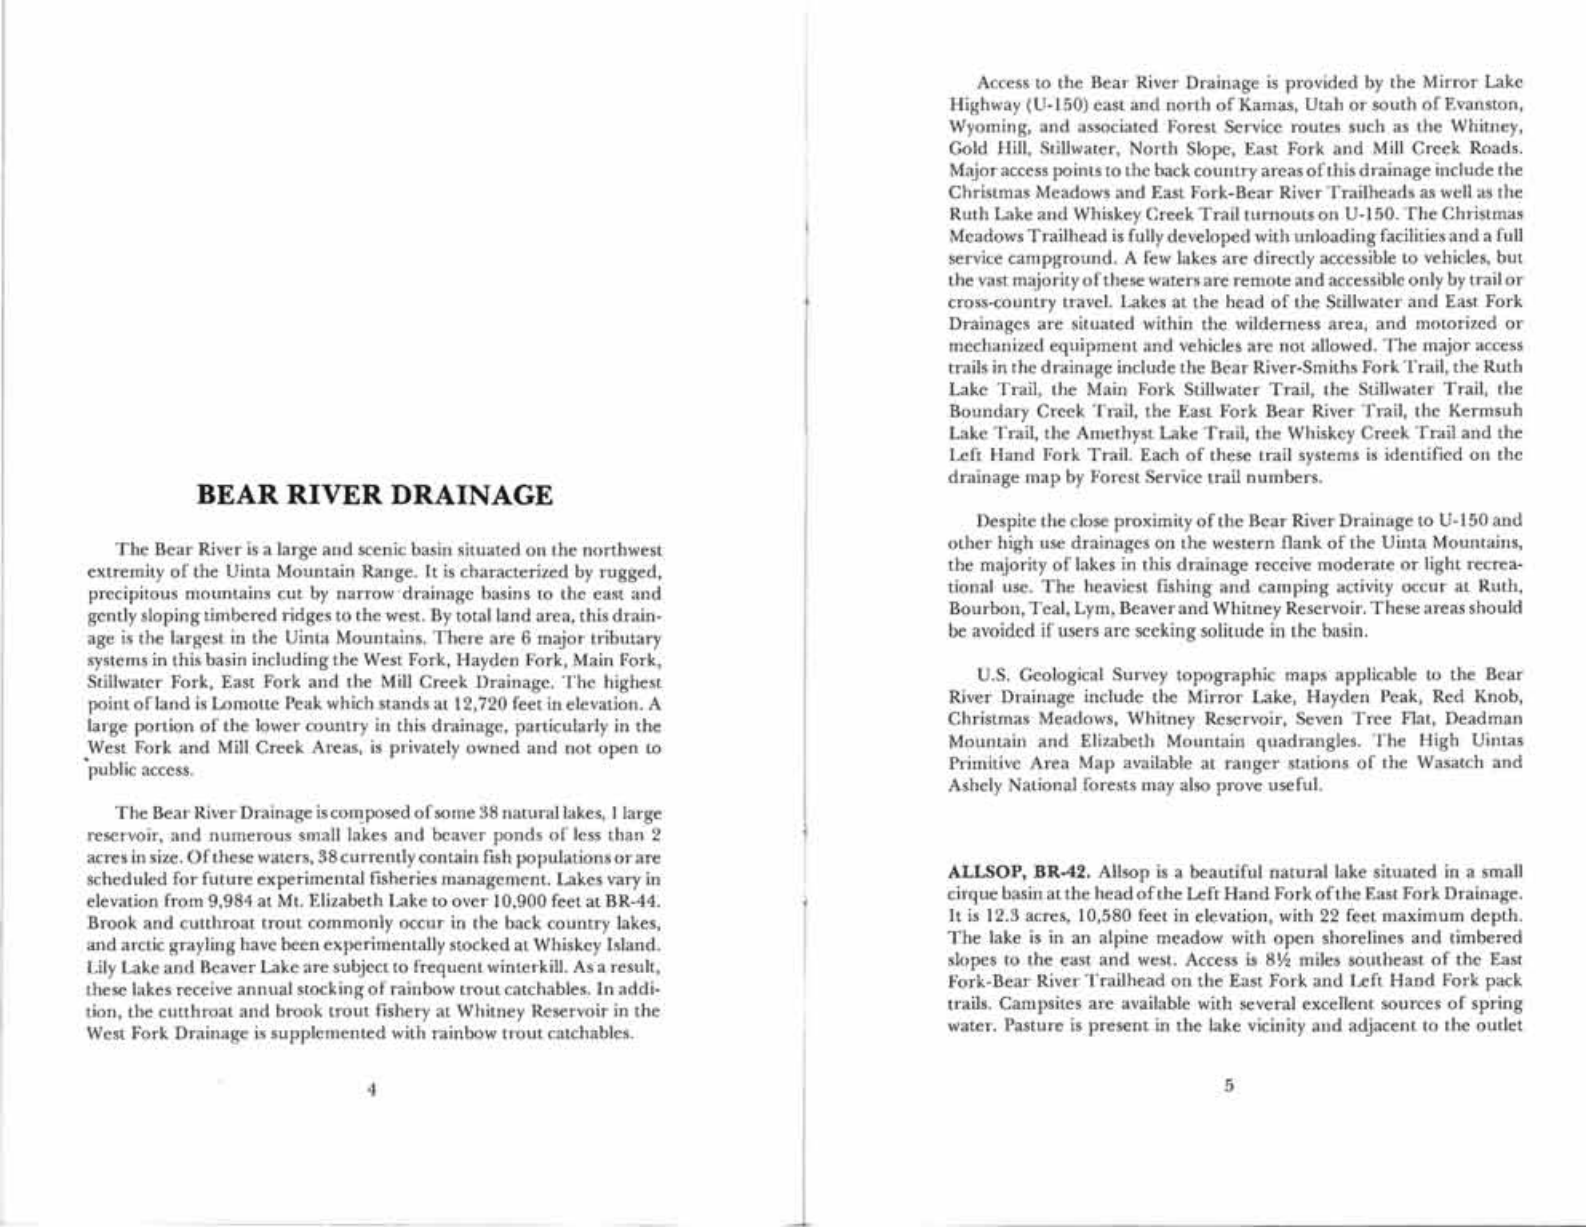 BEAR RIVER DRAINAGE
The Bear River is a large and scenic basin situated on the northwest
extremity of the Uinta Mountain Range. It is characterized by rugged,
precipitous mountains cut by narrow drainage basins to the east and
gently sloping timbered ridges to the west. By total land area, this drain-
age is the largest in the Uinta Mountains. There are 6 major tributary
systems in this basin including the West Fork, Hayden Fork, Main Fork,
Stillwater Fork, East Fork and the Mill Creek Drainage. The highest
point of land is Lomotte Peak which stands at 12,720 feet in elevation. A
large portion of the lower country in this drainage, particularly in the
West Fork and Mill Creek Areas, is privately owned and not open to
public access.
The Bear River Drainage is composed of some 38 natural lakes, 1 large
reservoir, and numerous small lakes and beaver ponds of less than 2
acres in size. Of these waters, 38 currently contain fish populations or are
scheduled for future experimental fisheries management. Lakes vary in
elevation from 9,984 at Mt. Elizabeth Lake to over 10,900 feet at BR-44.
Brook and cutthroat trout commonly occur in the back country lakes,
and arctic grayling have been experimentally stocked at Whiskey Island.
Lily Lake and Beaver Lake are subject to frequent winterkill. As a result,
these lakes receive annual stocking of rainbow trout catchables. In addi-
tion, the cutthroat and brook trout fishery at Whitney Reservoir in the
West Fork Drainage is supplemented with rainbow trout catchables.
4
Access to the Bear River Drainage is provided by the Mirror Lake
Highway (U-150) east and north of Kamas, Utah or south of Evanston,
Wyoming, and associated Forest Service routes such as the Whitney,
Gold Hill, Stillwater, North Slope, East Fork and Mill Creek Roads.
Major access points to the back country areas of this drainage include the
Christmas Meadows and East Fork-Bear River Trailheads as well as the
Ruth Lake and Whiskey Creek Trail turnouts on U-150. The Christmas
Meadows Trailhead is fully developed with unloading facilities and a full
service campground. A few lakes are directly accessible to vehicles, but
the vast majority of these waters are remote and accessible only by trail or
cross-country travel. Lakes at the head of the Stillwater and East Fork
Drainages are situated within the wilderness area, and motorized or
mechanized equipment and vehicles are not allowed. The major access
trails in the drainage include the Bear River-Smiths Fork Trail, the Ruth
Lake Trail, the Main Fork Stillwater Trail, the Stillwater Trail, the
Boundary Creek Trail, the East Fork Bear River Trail, the Kermsuh
Lake Trail, the Amethyst Lake Trail, the Whiskey Creek Trail and the
Left Hand Fork Trail. Each of these trail systems is identified on the
drainage map by Forest Service trail numbers.
Despite the close proximity of the Bear River Drainage to U-150 and
other high use drainages on the western flank of the Uinta Mountains,
the majority of lakes in this drainage receive moderate or light recrea-
tional use. The heaviest fishing and camping activity occur at Ruth,
Bourbon, Teal, Lym, Beaver and Whitney Reservoir. These areas should
be avoided if users are seeking solitude in the basin.
U.S. Geological Survey topographic maps applicable to the Bear
River Drainage include the Mirror Lake, Hayden Peak, Red Knob,
Christmas Meadows, Whitney Reservoir, Seven Tree Flat, Deadman
Mountain and Elizabeth Mountain quadrangles. The High Uintas
Primitive Area Map available at ranger stations of the Wasatch and
Ashely National forests may also prove useful.
ALLSOP, BR-42. Allsop is a beautiful natural lake situated in a small
cirque basin at the head of the Left Hand Fork of the East Fork Drainage.
It is 12.3 acres, 10,580 feet in elevation, with 22 feet maximum depth.
The lake is in an alpine meadow with open shorelines and timbered
slopes to the east and west. Access is 8½ miles southeast of the East
Fork-Bear River Trailhead on the East Fork and Left Hand Fork pack
trails. Campsites are available with several excellent sources of spring
water. Pasture is present in the lake vicinity and adjacent to the outlet
5